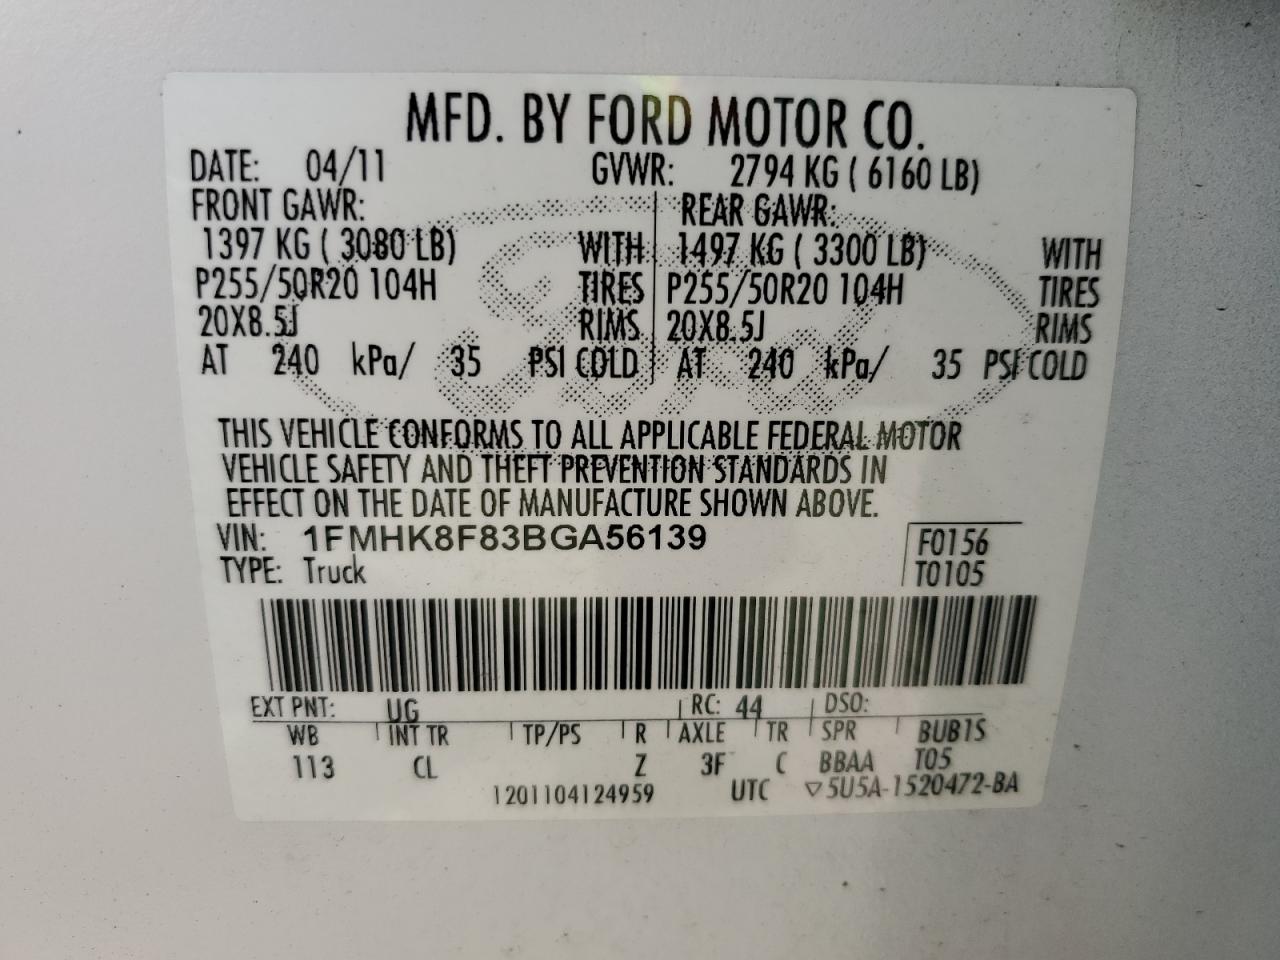 MFD. BY FORD MOTOR CO.
DATE: 04/11 GVWR: 2794 KG ( 6160 LB)
FRONT GAWR: REAR GAWR:
1397 KG ( 3080 LB) WITH 1497 KG ( 3300 LB) WITH
P255/50R20 104H TIRES P255/50R20 104H TIRES
20X8.5J RIMS 20X8.5J RIMS
AT 240 kPa/ 35 PSI COLD AT 240 kPa/ 35 PSI COLD
Ford
THIS VEHICLE CONFORMS TO ALL APPLICABLE FEDERAL MOTOR
VEHICLE SAFETY AND THEFT PREVENTION STANDARDS IN
EFFECT ON THE DATE OF MANUFACTURE SHOWN ABOVE.
VIN: 1FMHK8F83BGA56139 F0156
TYPE: Truck T0105
EXT PNT: UG RC: 44 DSO:
WB INT TR TP/PS R AXLE TR SPR BUB1S
113 CL Z 3F C BBAA T05
1201104124959 UTC ▽5U5A-1520472-BA